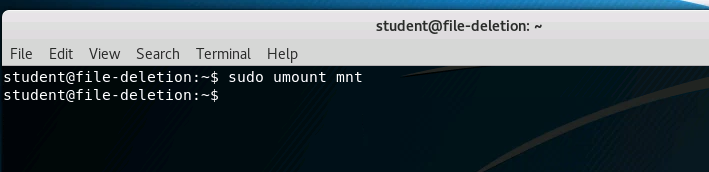 student@file-deletion: ~
File Edit View Search Terminal Help
student@file-deletion:~$ sudo umount mnt
student@file-deletion:~$